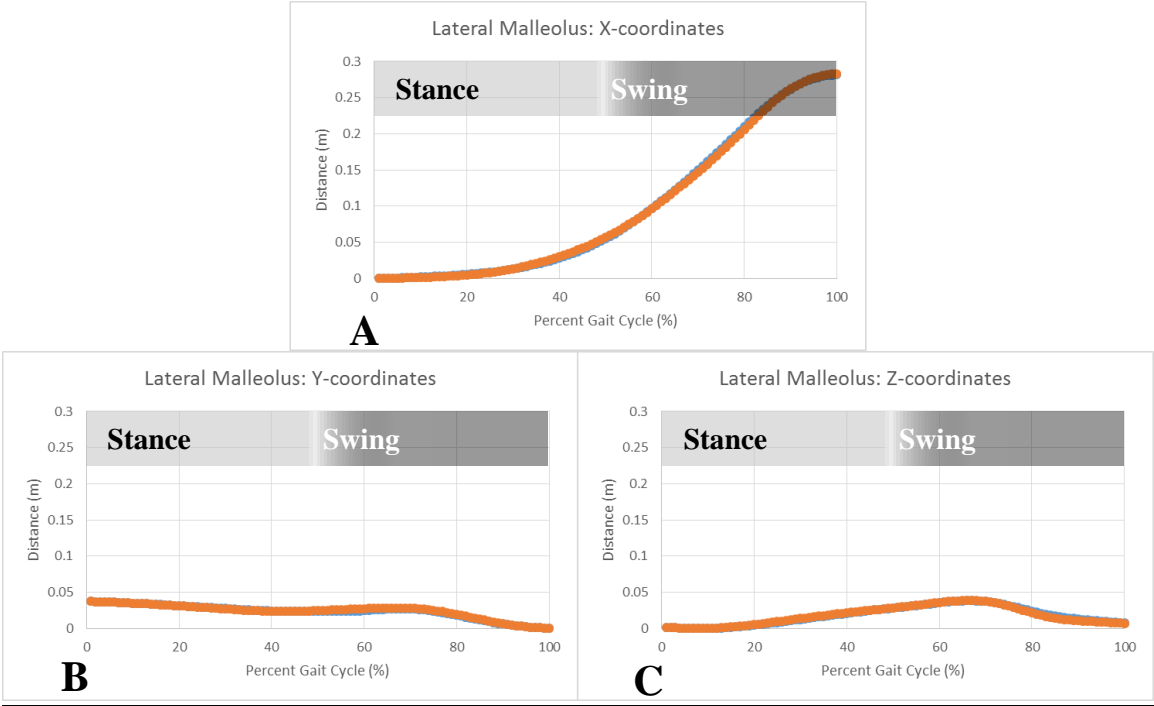 Lateral Malleolus: X-coordinates
0.3
0.25
0.2
0.15
0.1
0.05
0
Distance (m)
Stance
Swing
0 20 40 60 80 100
Percent Gait Cycle (%)
A
Lateral Malleolus: Y-coordinates
0.3
0.25
0.2
0.15
0.1
0.05
0
Distance (m)
Stance
Swing
0 20 40 60 80 100
Percent Gait Cycle (%)
B
Lateral Malleolus: Z-coordinates
0.3
0.25
0.2
0.15
0.1
0.05
0
Distance (m)
Stance
Swing
0 20 40 60 80 100
Percent Gait Cycle (%)
C